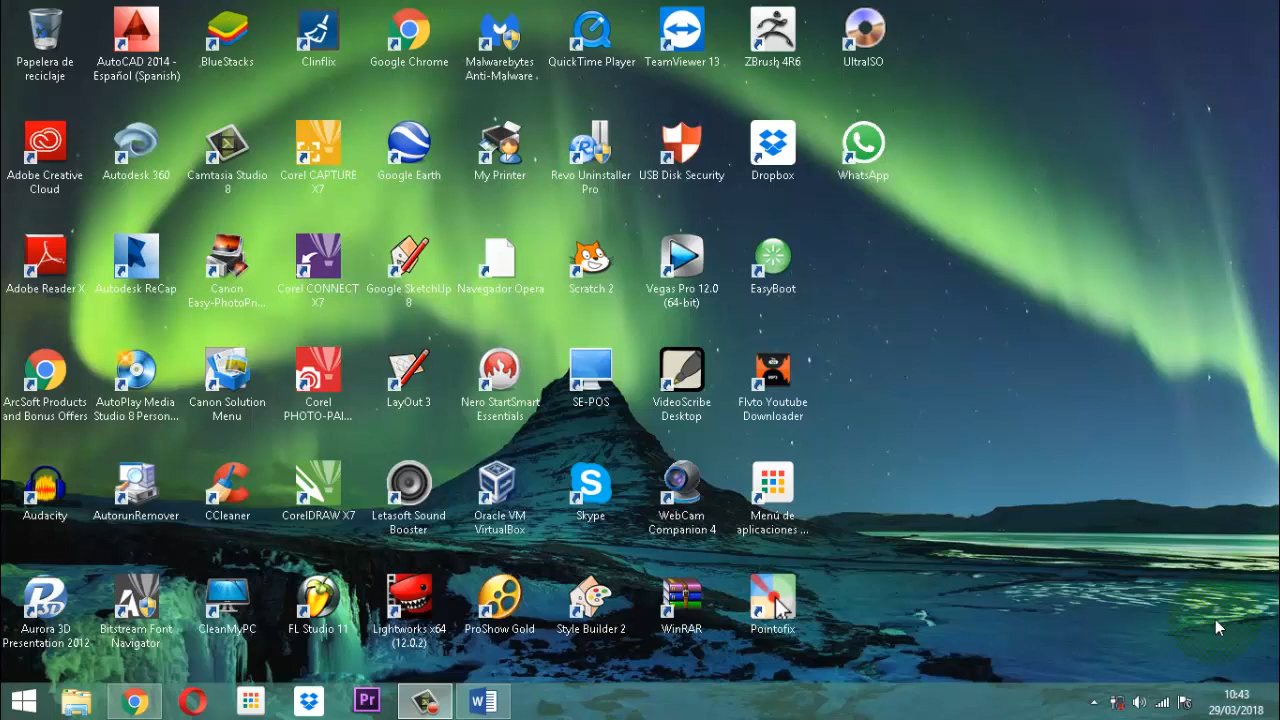 Papelera de
reciclaje
AutoCAD 2014 -
Español (Spanish)
BlueStacks
Clinflix
Google Chrome
Malwarebytes
Anti-Malware
QuickTime Player
TeamViewer 13
ZBrush 4R6
UltraISO
Adobe Creative
Cloud
Autodesk 360
Camtasia Studio
8
Corel CAPTURE
X7
Google Earth
My Printer
Revo Uninstaller
Pro
USB Disk Security
Dropbox
WhatsApp
Adobe Reader X
Autodesk ReCap
Canon
Easy-PhotoPn...
Corel CONNECT
X7
Google SketchUp
8
Navegador Opera
Scratch 2
Vegas Pro 12.0
(64-bit)
EasyBoot
ArcSoft Products
and Bonus Offers
AutoPlay Media
Studio 8 Person...
Canon Solution
Menu
Corel
PHOTO-PAI...
LayOut 3
Nero StartSmart
Essentials
SE-POS
VideoScribe
Desktop
Flvto Youtube
Downloader
Audacity
AutorunRemover
CCleaner
CorelDRAW X7
Letasoft Sound
Booster
Oracle VM
VirtualBox
Skype
WebCam
Companion 4
Menú de
aplicaciones ...
Aurora 3D
Presentation 2012
Bitstream Font
Navigator
CleanMyPC
FL Studio 11
Lightworks x64
(12.0.2)
ProShow Gold
Style Builder 2
WinRAR
Pointofix
Pr
10:43
29/03/2018